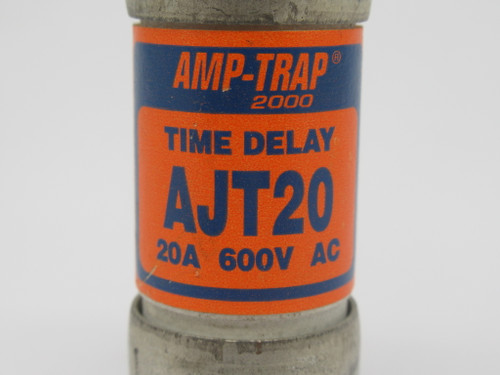 AMP-TRAP®
2000
TIME DELAY
AJT20
20A 600V AC